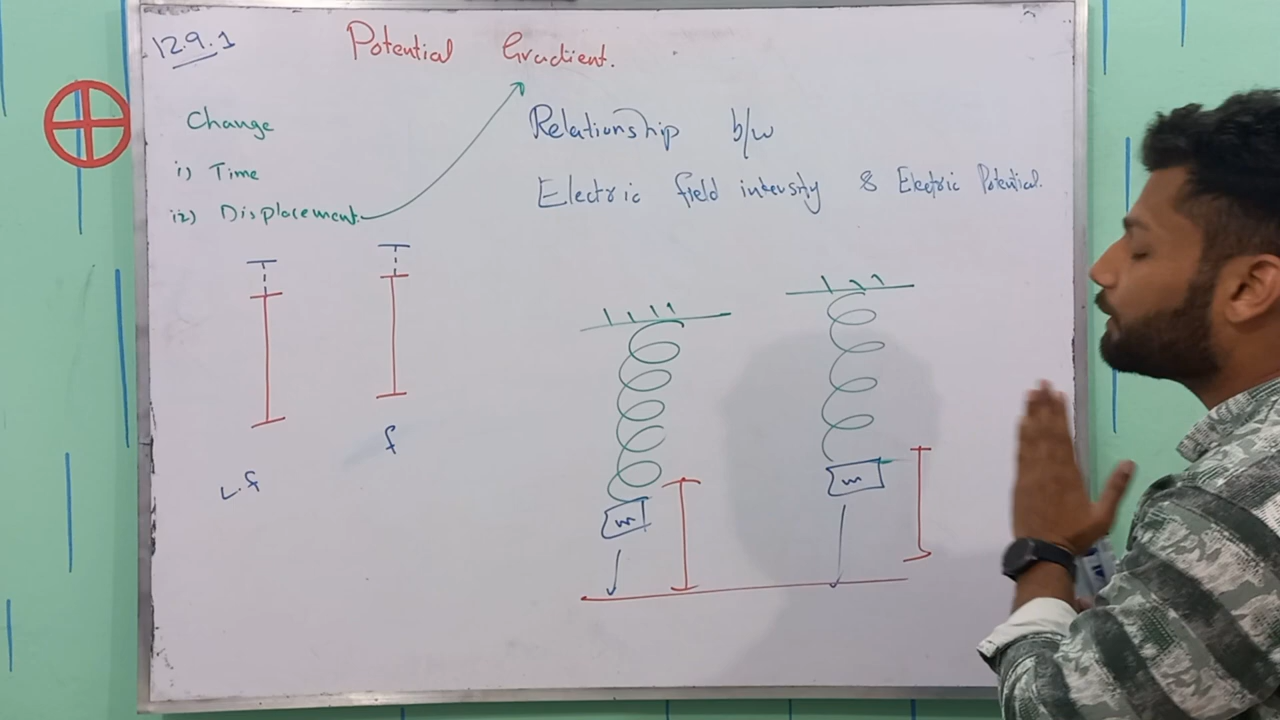 12.9.1
Potential Gradient.
Change
i) Time
ii) Displacement
Relationship b/w
Electric field intensity & Electric Potential.
L.f
f
m
m